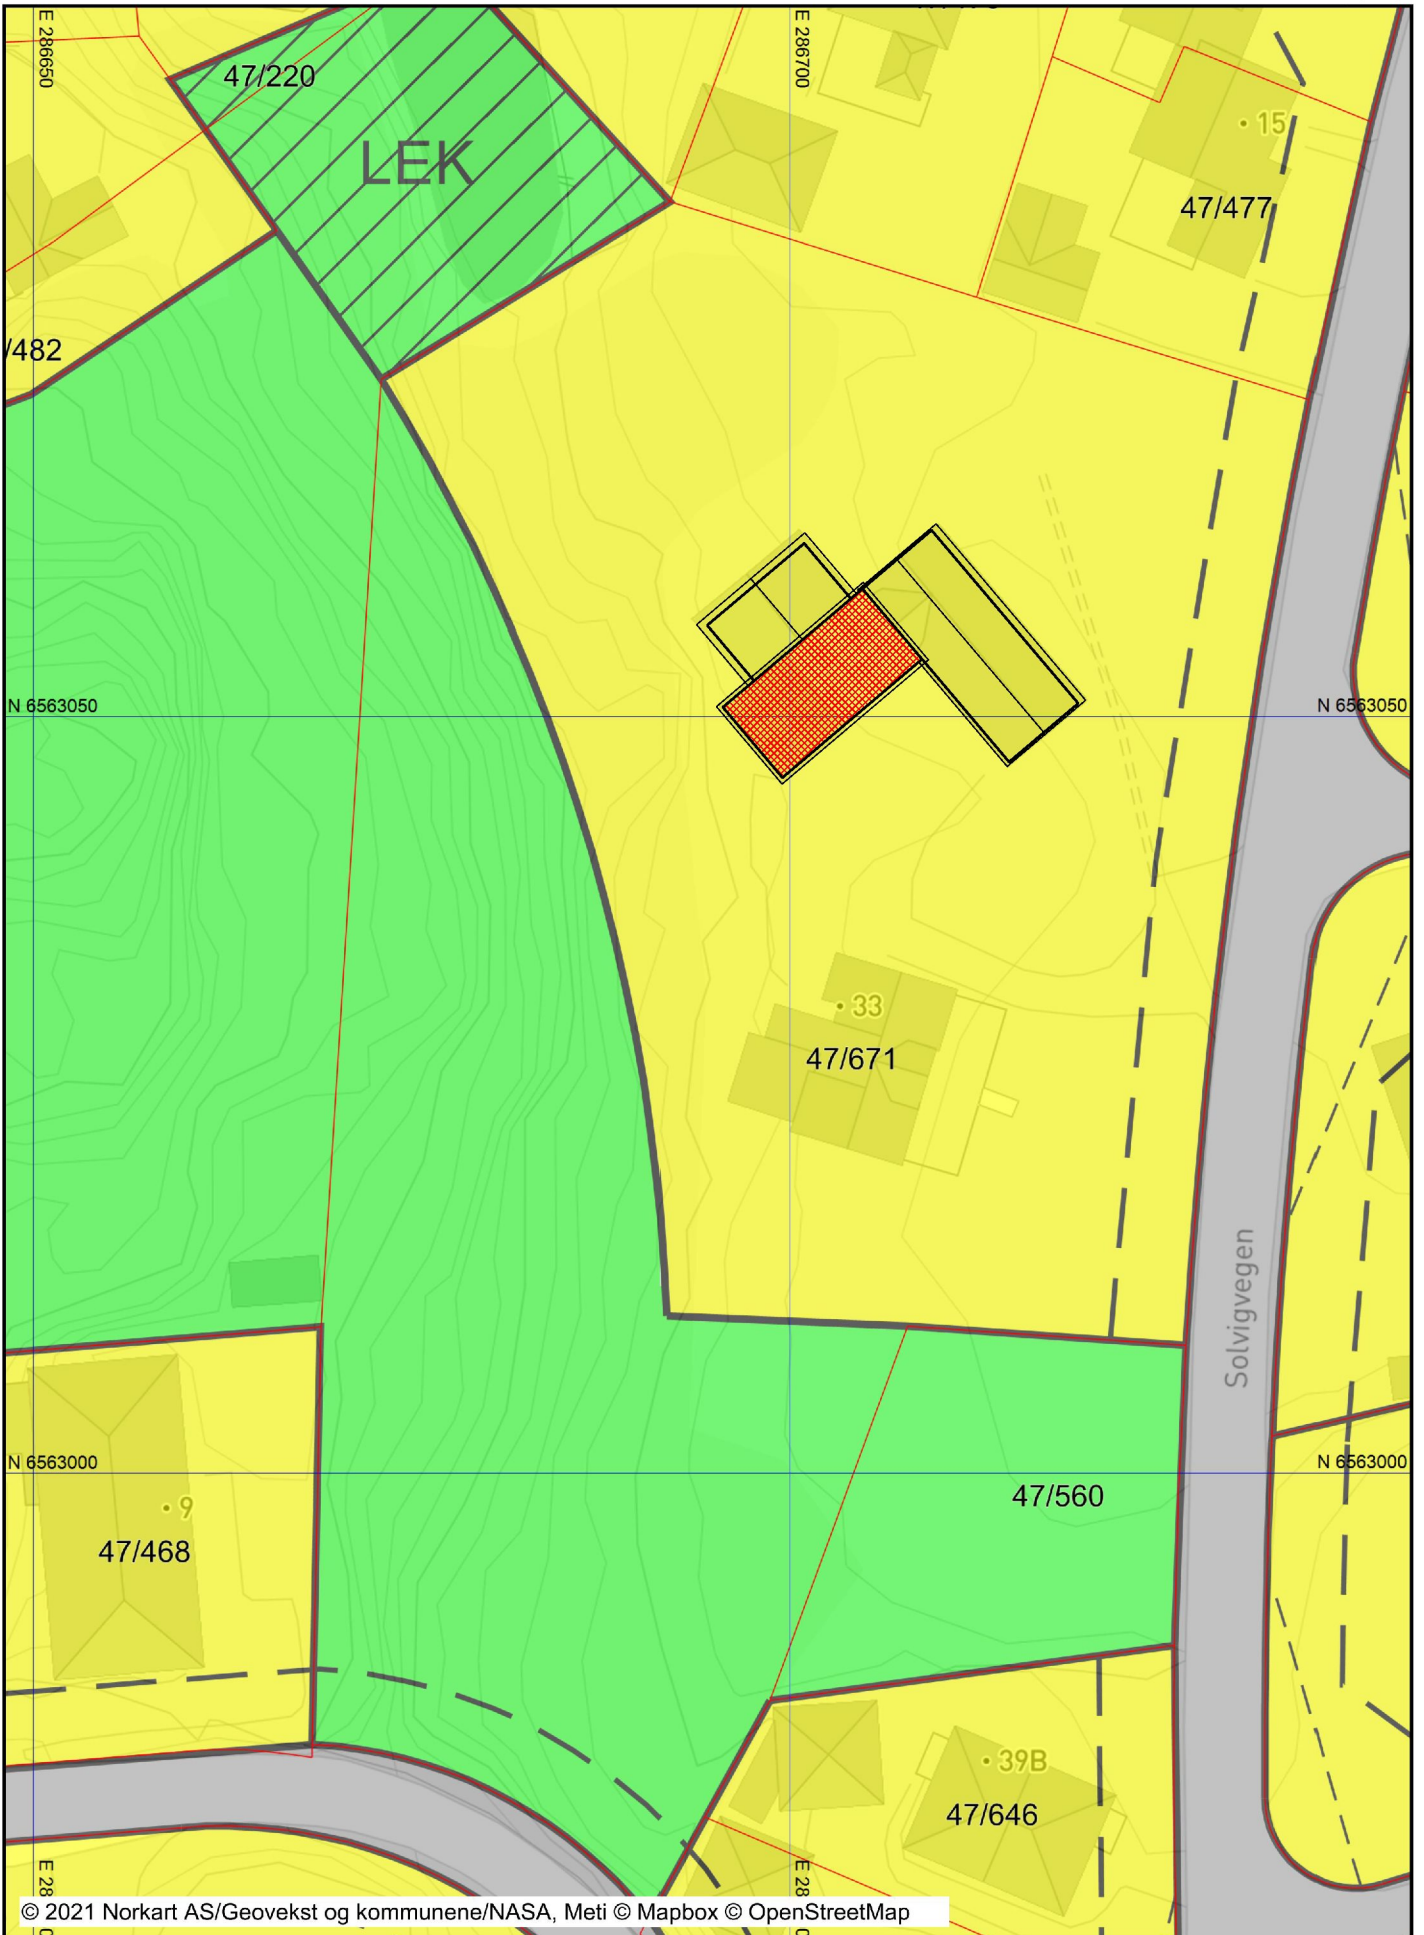 E 286650
E 286700
47/220
15
LEK
47/477
/482
N 6563050
N 6563050
33
47/671
Solvigvegen
N 6563000
N 6563000
47/560
9
47/468
39B
47/646
© 2021 Norkart AS/Geovekst og kommunene/NASA, Meti © Mapbox © OpenStreetMap